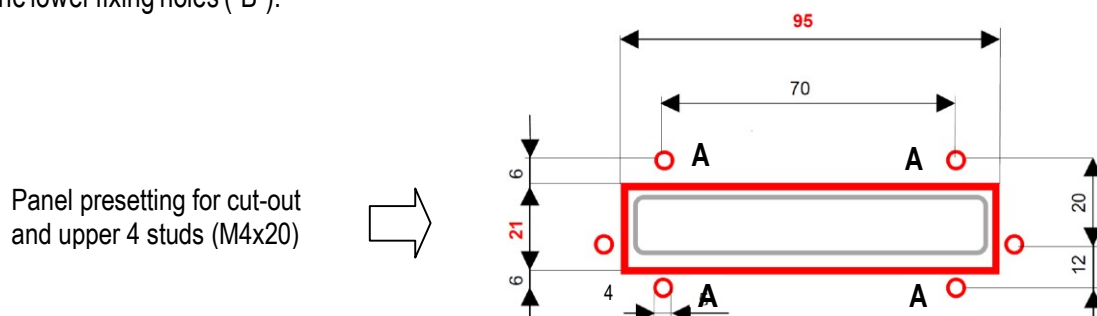 he lower fixing holes ("B").
95
70
A A
6
Panel presetting for cut-out
and upper 4 studs (M4x20)
21
20
6
12
4
A A